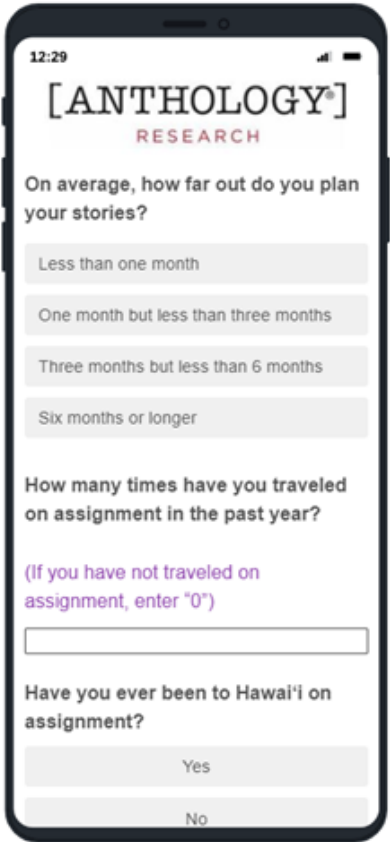 12:29
[ANTHOLOGY®]
RESEARCH
On average, how far out do you plan
your stories?
Less than one month
One month but less than three months
Three months but less than 6 months
Six months or longer
How many times have you traveled
on assignment in the past year?
(If you have not traveled on
assignment, enter “0”)
Have you ever been to Hawai‘i on
assignment?
Yes
No